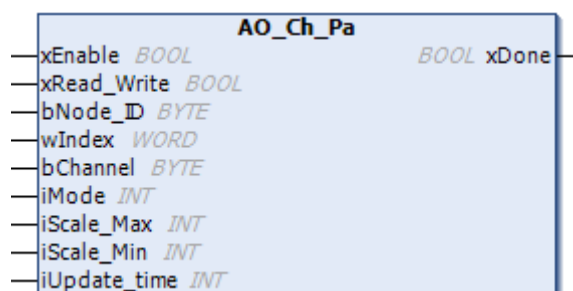 AO_Ch_Pa
xEnable BOOL BOOL xDone
xRead_Write BOOL
bNode_ID BYTE
wIndex WORD
bChannel BYTE
iMode INT
iScale_Max INT
iScale_Min INT
iUpdate_time INT